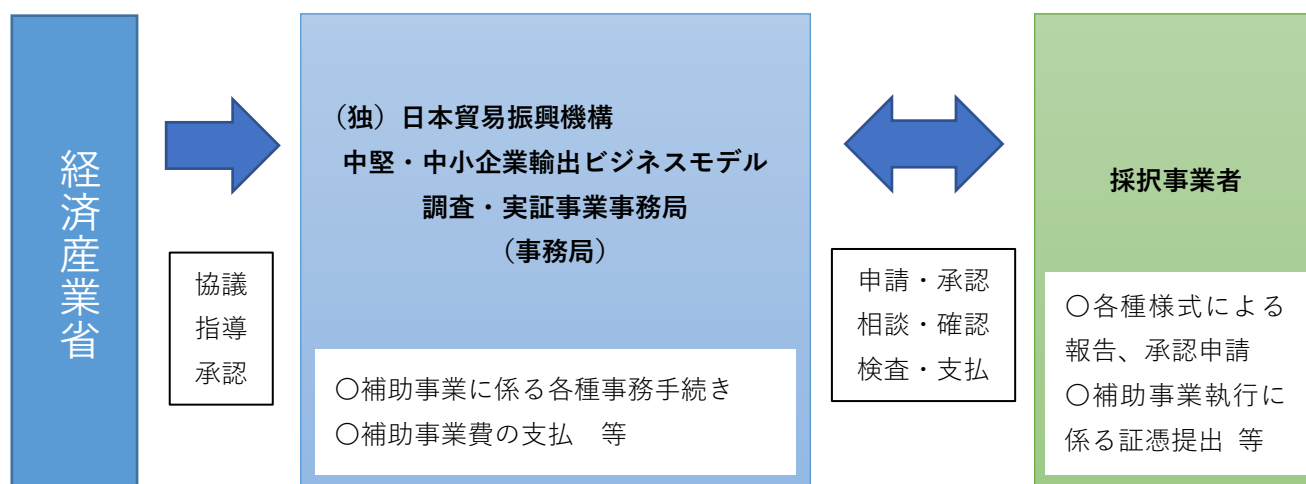 経済産業省
協議
指導
承認
（独）日本貿易振興機構
中堅・中小企業輸出ビジネスモデル
調査・実証事業事務局
（事務局）
〇補助事業に係る各種事務手続き
〇補助事業費の支払　等
申請・承認
相談・確認
検査・支払
採択事業者
〇各種様式による
報告、承認申請
〇補助事業執行に
係る証憑提出 等